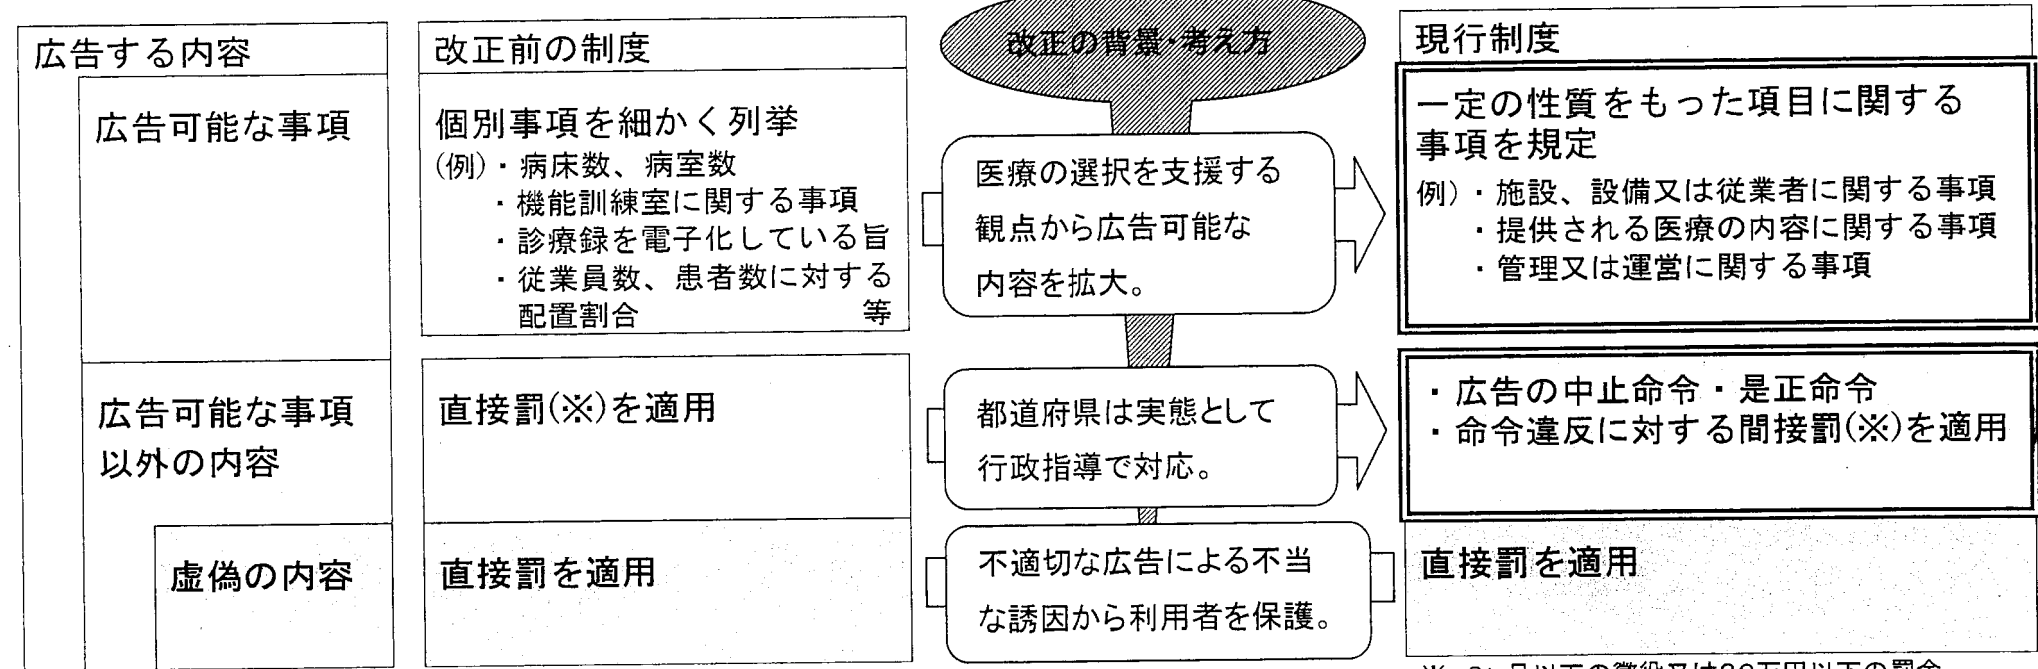 広告する内容
改正前の制度
改正の背景・考え方
現行制度
広告可能な事項
個別事項を細かく列挙
(例)・病床数、病室数
・機能訓練室に関する事項
・診療録を電子化している旨
・従業員数、患者数に対する
配置割合 等
医療の選択を支援する
観点から広告可能な
内容を拡大。
一定の性質をもった項目に関する
事項を規定
例)・施設、設備又は従業者に関する事項
・提供される医療の内容に関する事項
・管理又は運営に関する事項
広告可能な事項
以外の内容
直接罰(※)を適用
都道府県は実態として
行政指導で対応。
・広告の中止命令・是正命令
・命令違反に対する間接罰(※)を適用
虚偽の内容
直接罰を適用
不適切な広告による不当
な誘因から利用者を保護。
直接罰を適用